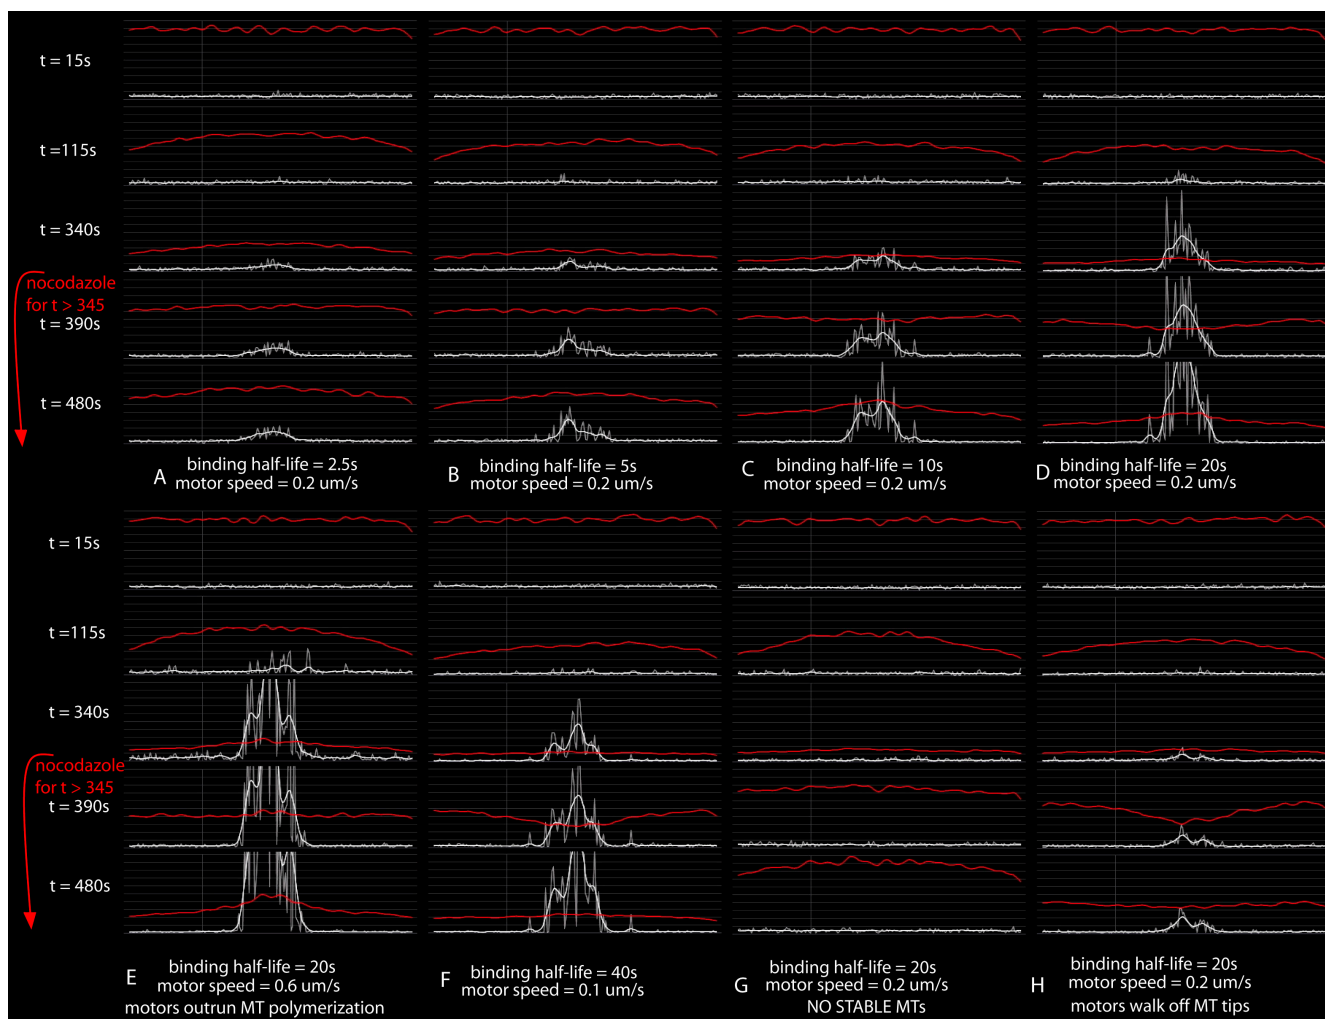 t = 15s
t =115s
t = 340s
nocodazole
for t > 345
t = 390s
t = 480s
A
binding half-life = 2.5s
motor speed = 0.2 um/s
B
binding half-life = 5s
motor speed = 0.2 um/s
C
binding half-life = 10s
motor speed = 0.2 um/s
D
binding half-life = 20s
motor speed = 0.2 um/s
t = 15s
t =115s
t = 340s
nocodazole
for t > 345
t = 390s
t = 480s
E
binding half-life = 20s
motor speed = 0.6 um/s
motors outrun MT polymerization
F
binding half-life = 40s
motor speed = 0.1 um/s
G
binding half-life = 20s
motor speed = 0.2 um/s
NO STABLE MTs
H
binding half-life = 20s
motor speed = 0.2 um/s
motors walk off MT tips